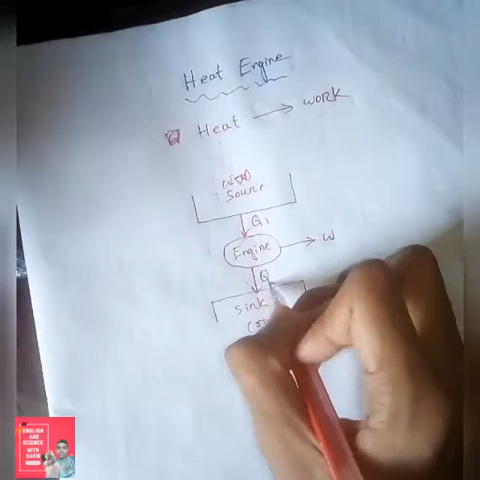 Heat Engine
Heat → WORK
Source
Q₁
Engine → W
Q
Sink
ENGLISH
AND
SCIENCE
WITH